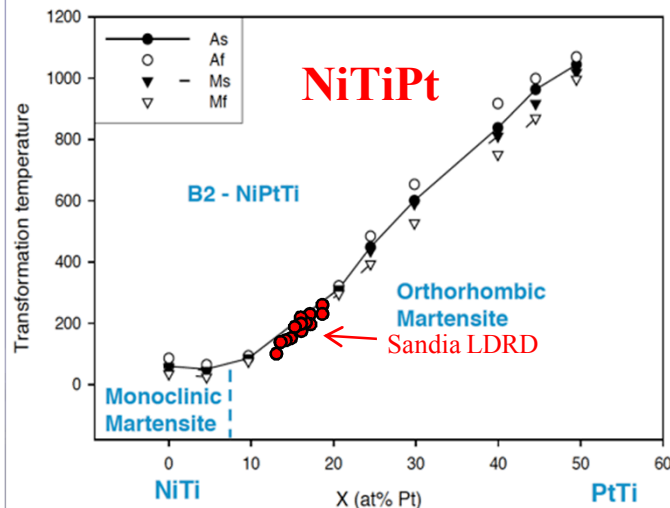 1200
1000
800
600
400
200
0
Transformation temperature
As
Af
Ms
Mf
NiTiPt
B2 - NiPtTi
Orthorhombic
Martensite
Sandia LDRD
Monoclinic
Martensite
0 10 20 30 40 50 60
NiTi
X (at% Pt)
PtTi